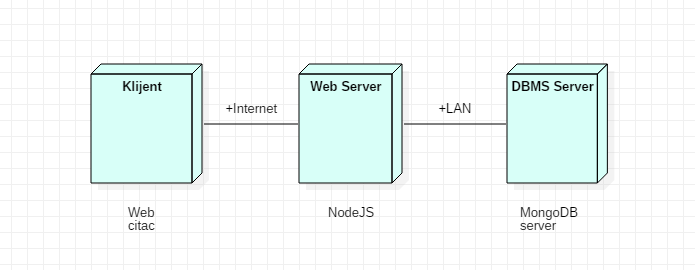 Klijent
Web Server
DBMS Server
+Internet
+LAN
Web
citac
NodeJS
MongoDB
server